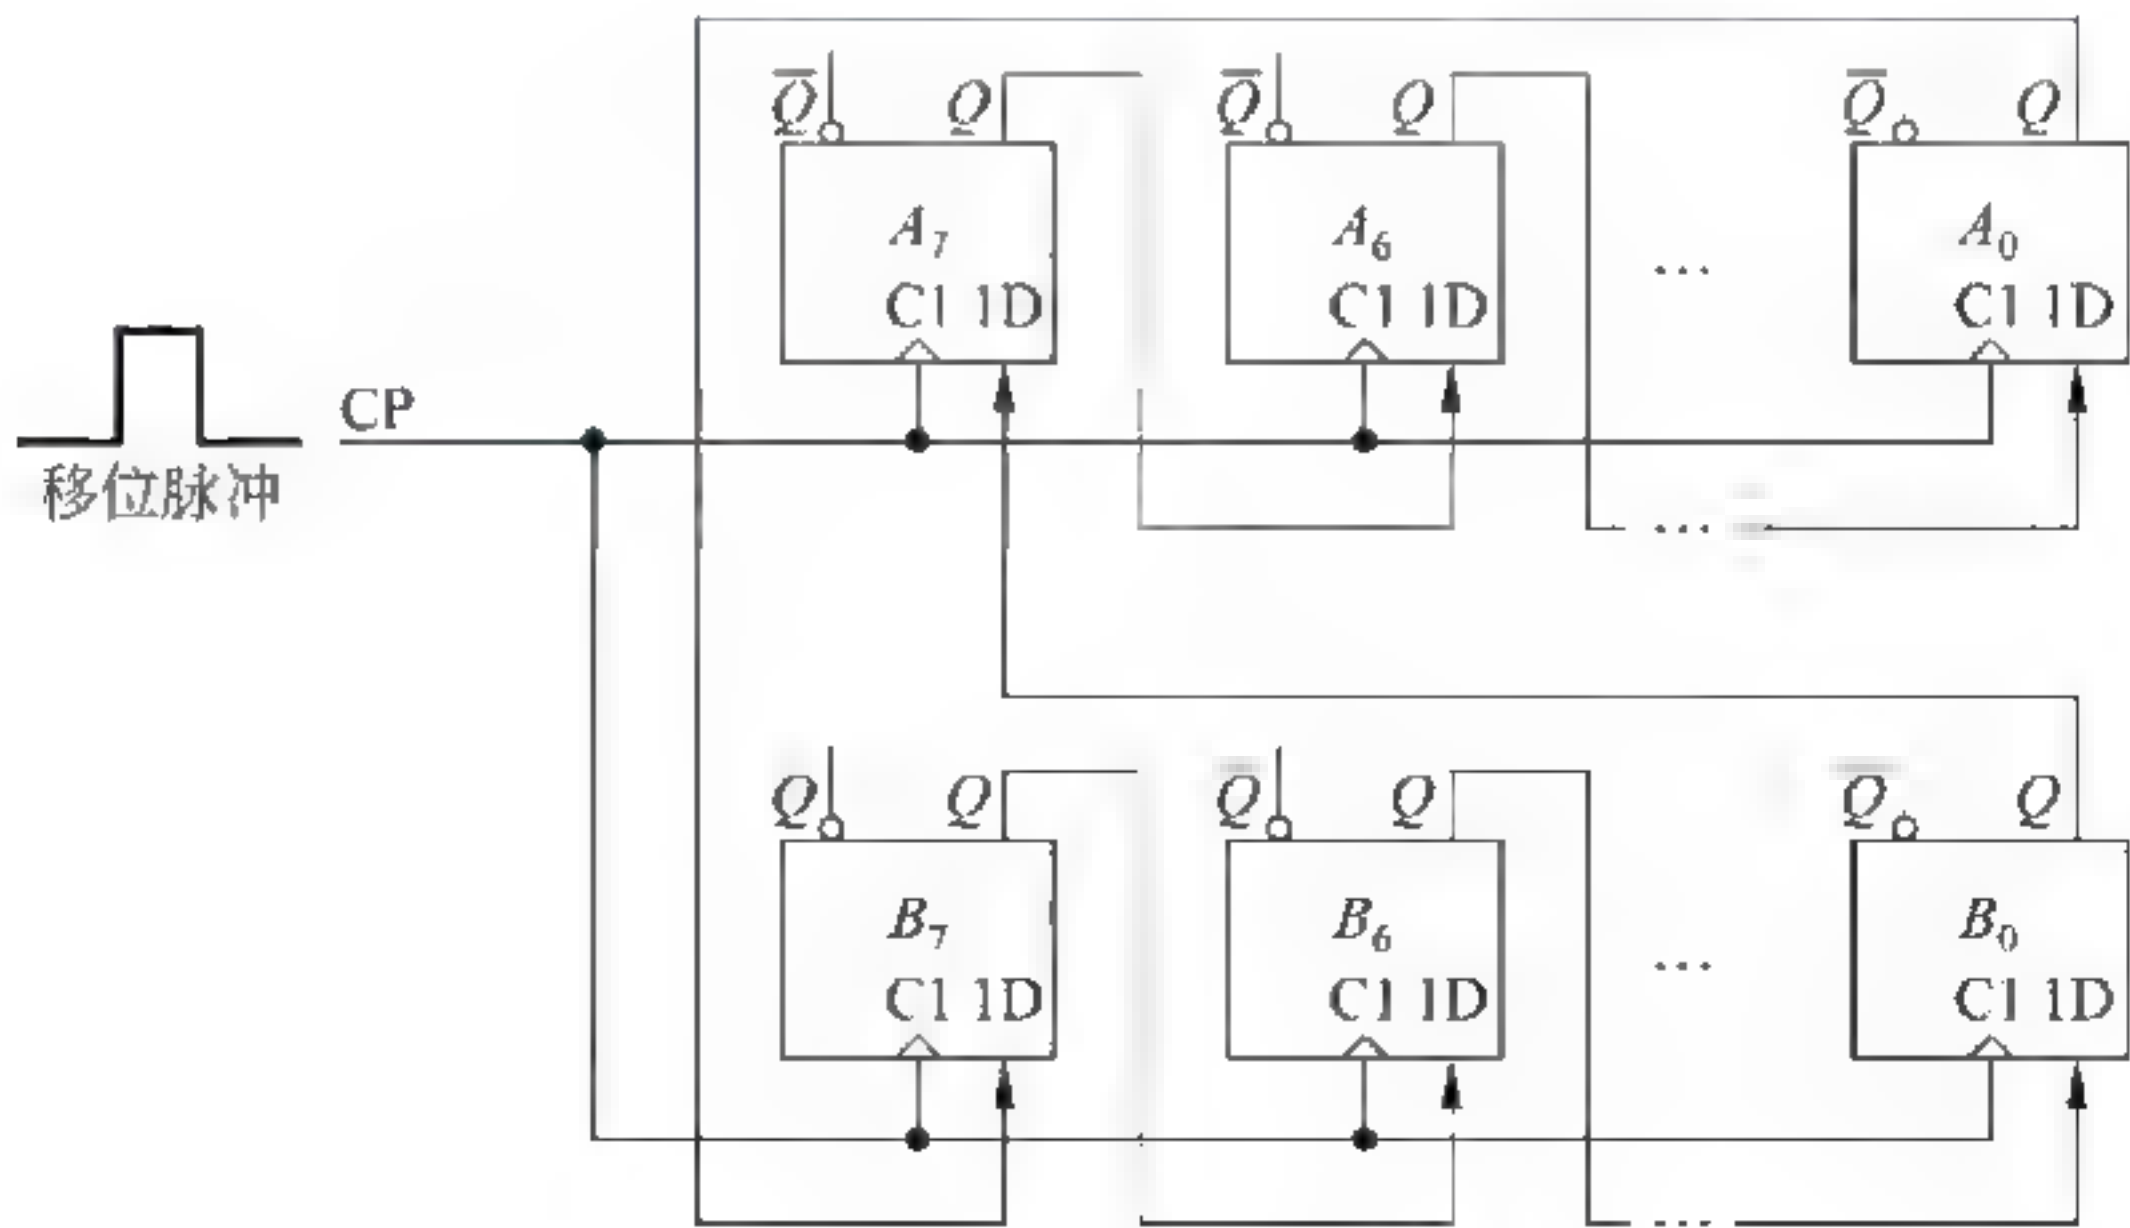 Q̅ Q Q̅ Q Q̅ Q
A₇ A₆ A₀
...
C1 1D C1 1D C1 1D
CP
移位脉冲
...
Q Q Q̅ Q Q̅ Q
B₇ B₆ B₀
...
C1 1D C1 1D C1 1D
...